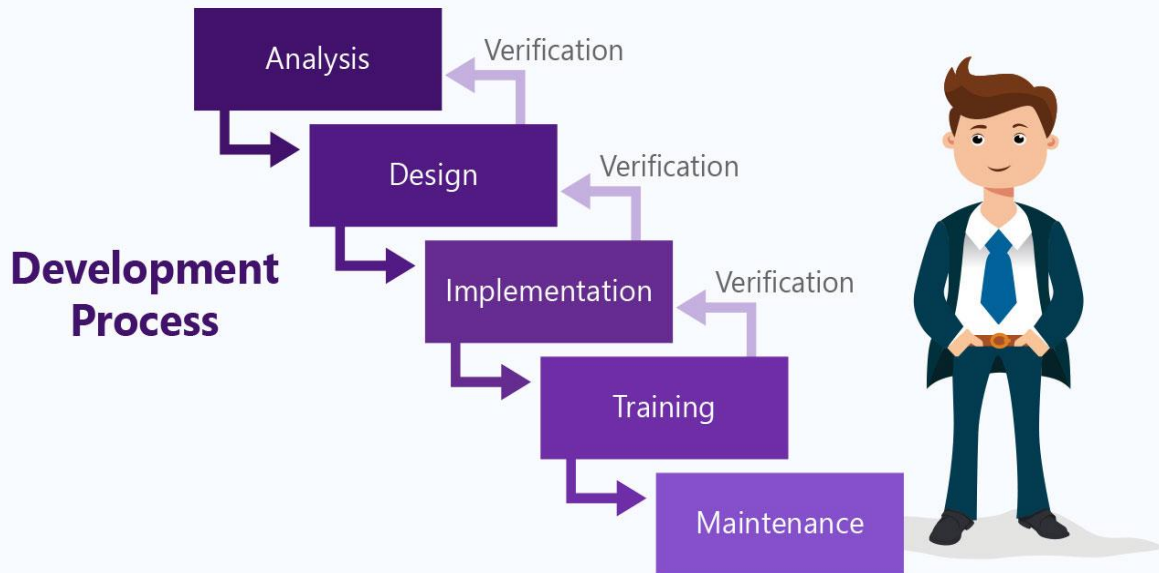 Analysis
Verification
Design
Verification
Development
Process
Implementation
Verification
Training
Maintenance